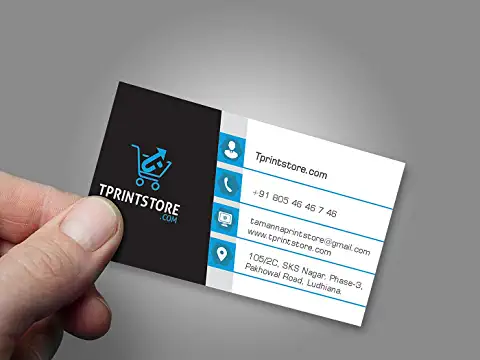 TPRINTSTORE
.COM
Tprintstore.com
+91 805 46 46 7 46
tamannaprintstore@gmail.com
www.tprintstore.com
105/2C, SKS Nagar, Phase-3,
Pakhowal Road, Ludhiana.